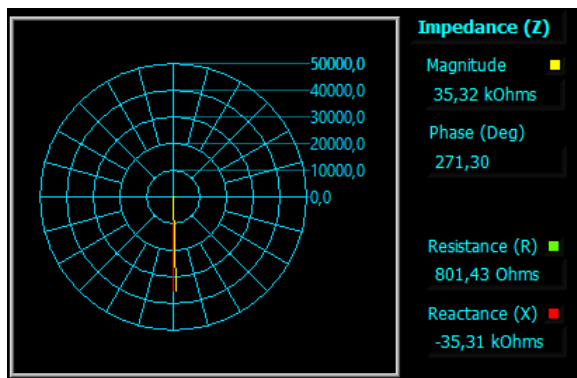 50000,0
40000,0
30000,0
20000,0
10000,0
0,0
Impedance (Z)
Magnitude
35,32 kOhms
Phase (Deg)
271,30
Resistance (R)
801,43 Ohms
Reactance (X)
-35,31 kOhms